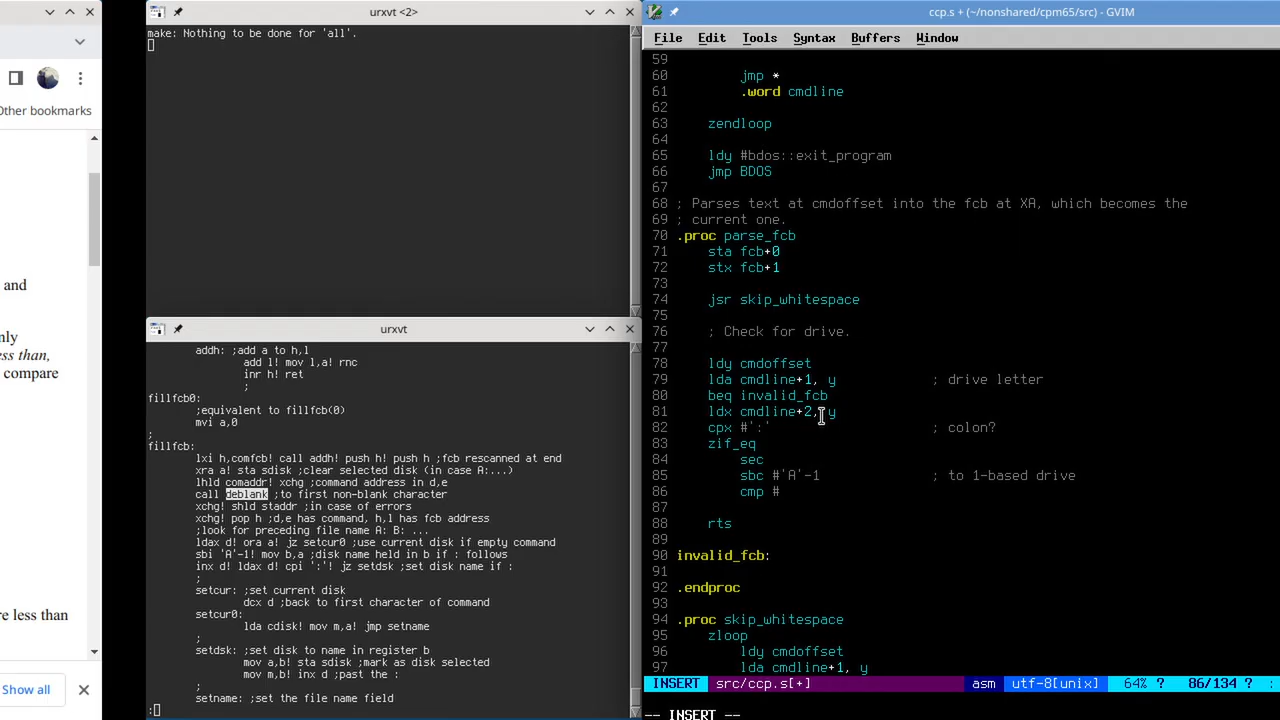 Other bookmarks
and
nly
ess than,
compare
re less than
Show all
urxvt <2>
make: Nothing to be done for 'all'.
urxvt
addh: ;add a to h,l
add l! mov l,a! rnc
inr h! ret
;
fillfcb0:
;equivalent to fillfcb(0)
mvi a,0
;
fillfcb:
lxi h,comfcb! call addh! push h! push h ;fcb rescanned at end
xra a! sta sdisk ;clear selected disk (in case A:...)
lhld comaddr! xchg ;command address in d,e
call deblank ;to first non-blank character
xchg! shld staddr ;in case of errors
xchg! pop h ;d,e has command, h,l has fcb address
;look for preceding file name A: B: ...
ldax d! ora a! jz setcur0 ;use current disk if empty command
sbi 'A'-1! mov b,a ;disk name held in b if : follows
inx d! ldax d! cpi ':'! jz setdsk ;set disk name if :
;
setcur: ;set current disk
dcx d ;back to first character of command
setcur0:
lda cdisk! mov m,a! jmp setname
;
setdsk: ;set disk to name in register b
mov a,b! sta sdisk ;mark as disk selected
mov m,b! inx d ;past the :
;
setname: ;set the file name field
:
ccp.s + (~/nonshared/cpm65/src) - GVIM
File Edit Tools Syntax Buffers Window
59
60 jmp *
61 .word cmdline
62
63 zendloop
64
65 ldy #bdos::exit_program
66 jmp BDOS
67
68 ; Parses text at cmdoffset into the fcb at XA, which becomes the
69 ; current one.
70 .proc parse_fcb
71 sta fcb+0
72 stx fcb+1
73
74 jsr skip_whitespace
75
76 ; Check for drive.
77
78 ldy cmdoffset
79 lda cmdline+1, y ; drive letter
80 beq invalid_fcb
81 ldx cmdline+2, y
82 cpx #':' ; colon?
83 zif_eq
84 sec
85 sbc #'A'-1 ; to 1-based drive
86 cmp #
87
88 rts
89
90 invalid_fcb:
91
92 .endproc
93
94 .proc skip_whitespace
95 zloop
96 ldy cmdoffset
97 lda cmdline+1, y
INSERT src/ccp.s[+] asm utf-8[unix] 64% ? 86/134 ? :
-- INSERT --